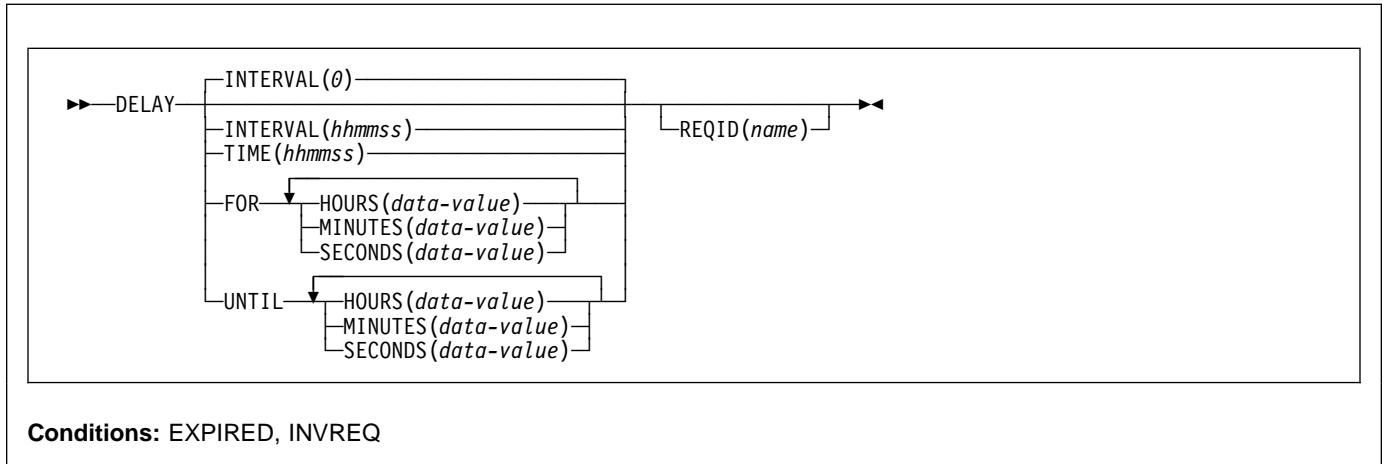 INTERVAL(0)
DELAY
INTERVAL(hhmmss) REQID(name)
TIME(hhmmss)
FOR HOURS(data-value)
MINUTES(data-value)
SECONDS(data-value)
UNTIL HOURS(data-value)
MINUTES(data-value)
SECONDS(data-value)
Conditions: EXPIRED, INVREQ